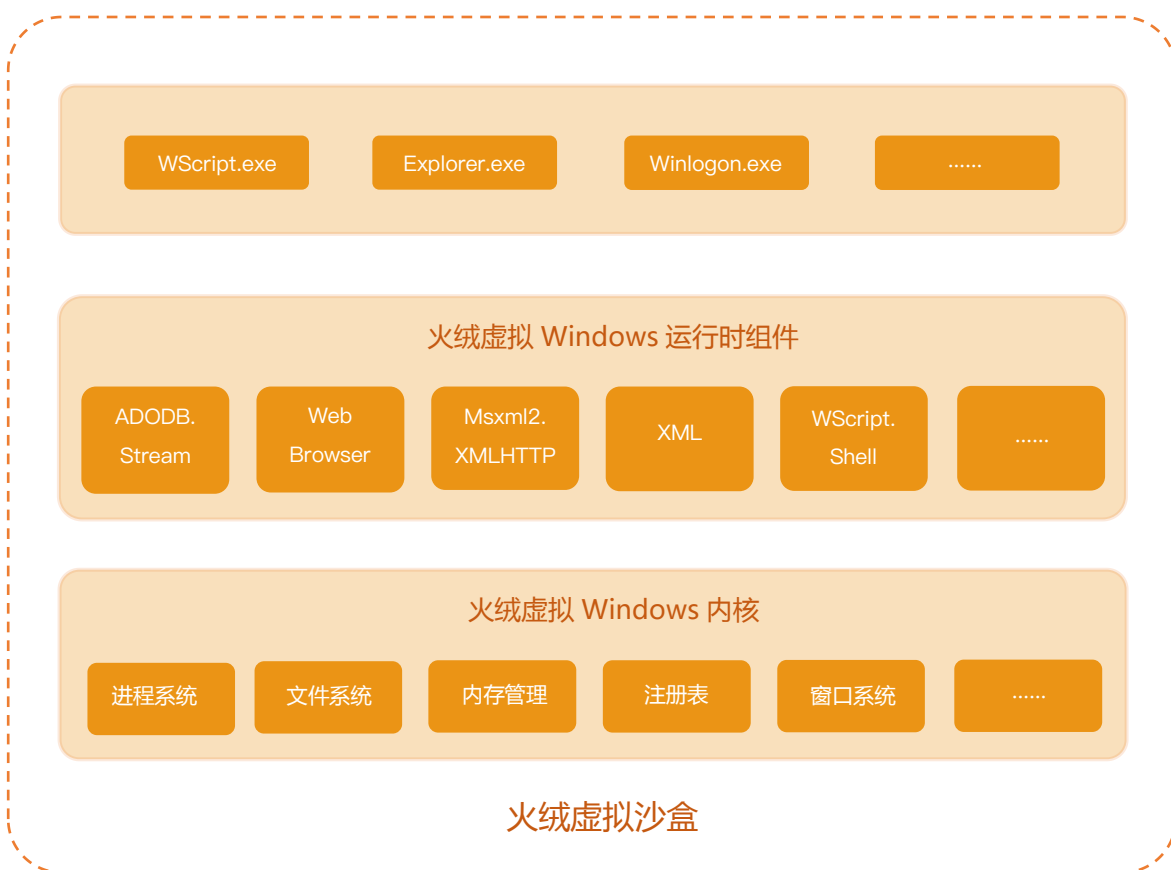 WScript.exe
Explorer.exe
Winlogon.exe
......
火绒虚拟 Windows 运行时组件
ADODB.
Stream
Web
Browser
Msxml2.
XMLHTTP
XML
WScript.
Shell
......
火绒虚拟 Windows 内核
进程系统
文件系统
内存管理
注册表
窗口系统
......
火绒虚拟沙盒